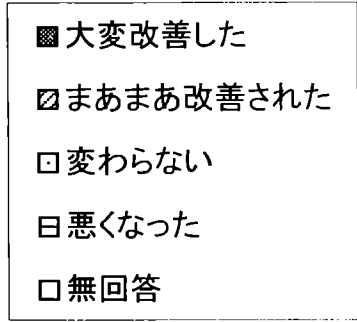 大変改善した
まあまあ改善された
変わらない
悪くなった
無回答